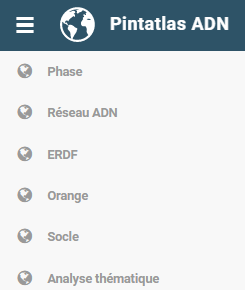 Pintatlas ADN
Phase
Réseau ADN
ERDF
Orange
Socle
Analyse thématique